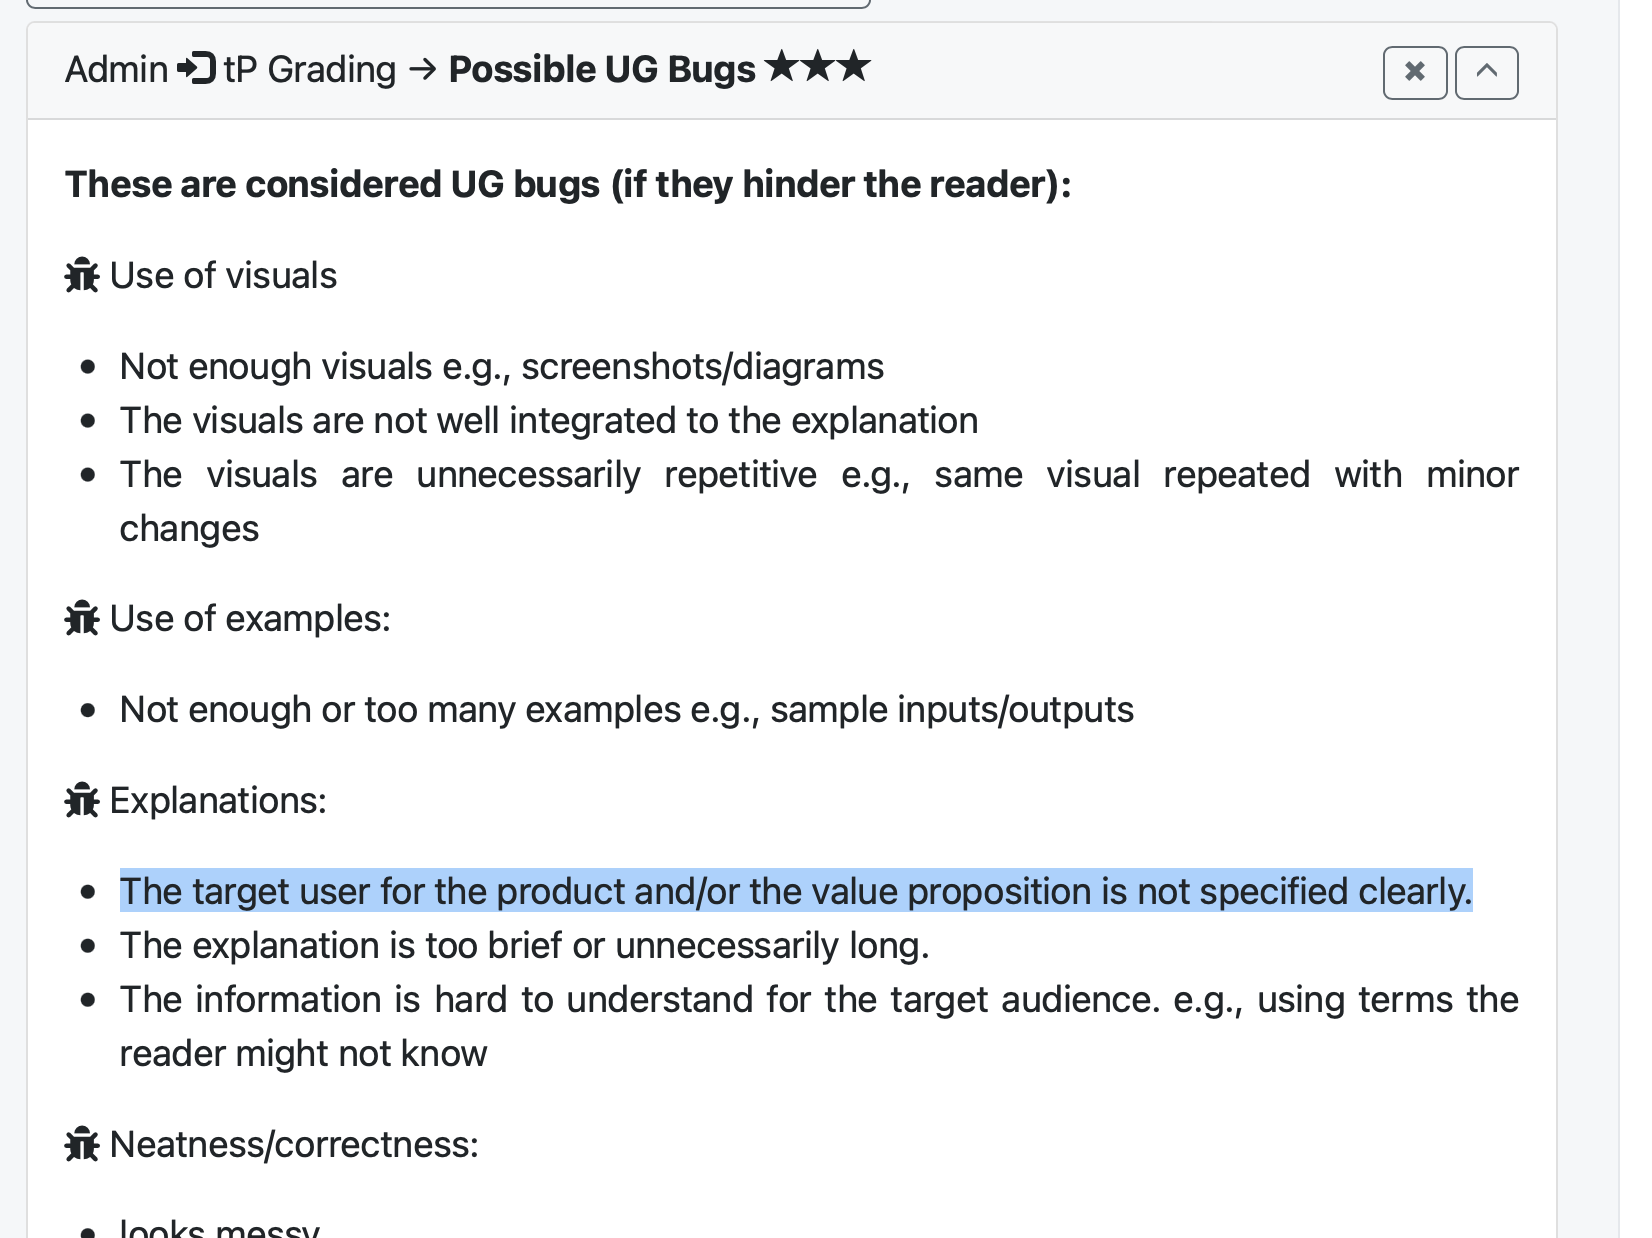 Admin tP Grading → Possible UG Bugs ★★★
These are considered UG bugs (if they hinder the reader):
Use of visuals
• Not enough visuals e.g., screenshots/diagrams
• The visuals are not well integrated to the explanation
• The visuals are unnecessarily repetitive e.g., same visual repeated with minor
changes
Use of examples:
• Not enough or too many examples e.g., sample inputs/outputs
Explanations:
• The target user for the product and/or the value proposition is not specified clearly.
• The explanation is too brief or unnecessarily long.
• The information is hard to understand for the target audience. e.g., using terms the
reader might not know
Neatness/correctness:
• looks messy